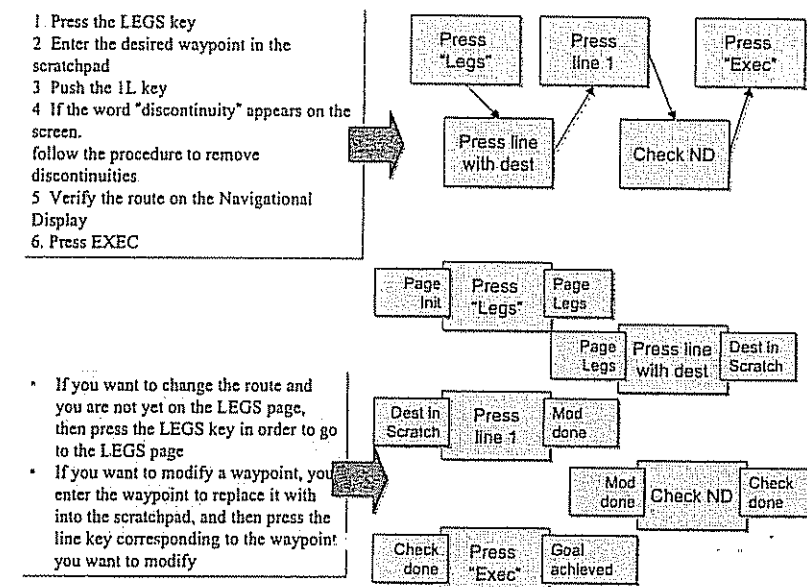 1 Press the LEGS key
2 Enter the desired waypoint in the
scratchpad
3 Push the 1L key
4 If the word "discontinuity" appears on the
screen,
follow the procedure to remove
discontinuities
5 Verify the route on the Navigational
Display
6. Press EXEC
Press
"Legs"
Press line
with dest
Press
line 1
Check ND
Press
"Exec"
• If you want to change the route and
you are not yet on the LEGS page,
then press the LEGS key in order to go
to the LEGS page
• If you want to modify a waypoint, you
enter the waypoint to replace it with
into the scratchpad, and then press the
line key corresponding to the waypoint
you want to modify
Page
Init
Press
"Legs"
Page
Legs
Page
Legs
Press line
with dest
Dest in
Scratch
Dest in
Scratch
Press
line 1
Mod
done
Mod
done
Check ND
Check
done
Check
done
Press
"Exec"
Goal
achieved